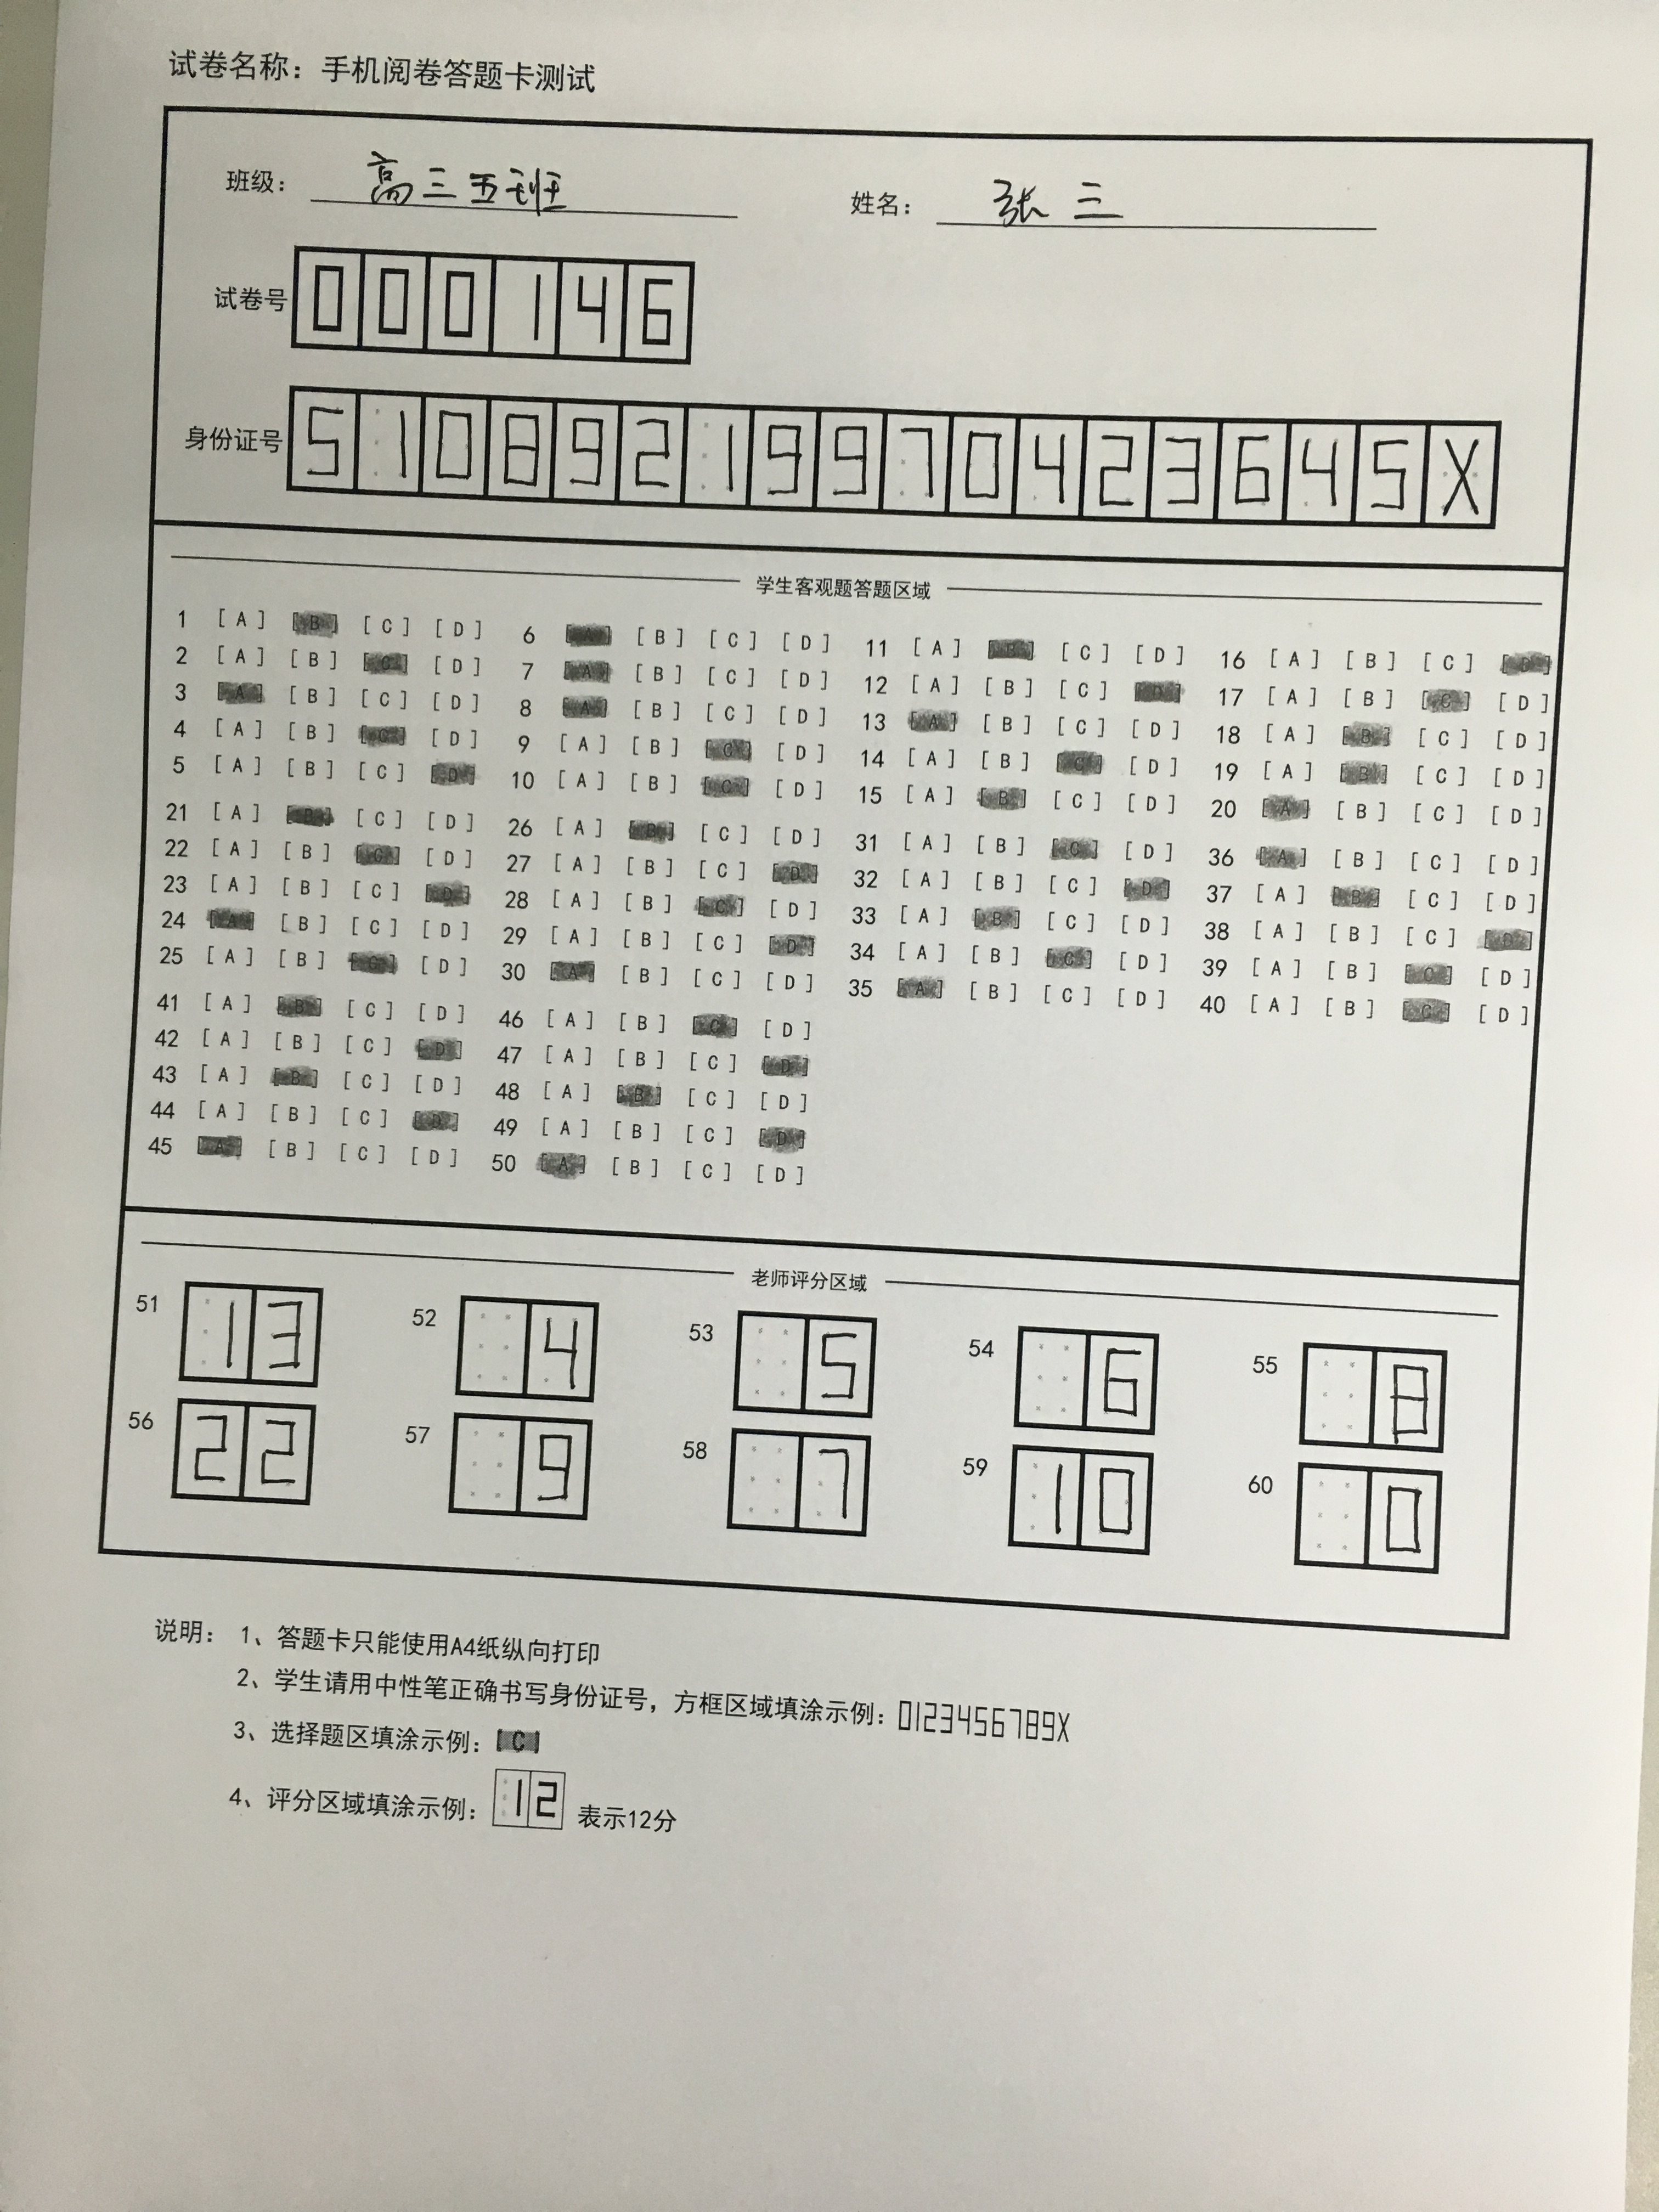 试卷名称：手机阅卷答题卡测试
班级：高三五班 姓名：张三
试卷号 000146
身份证号 51089219970423645X
学生客观题答题区域
1 [A] [B] [C] [D] 6 [A] [B] [C] [D] 11 [A] [B] [C] [D] 16 [A] [B] [C] [D]
2 [A] [B] [C] [D] 7 [A] [B] [C] [D] 12 [A] [B] [C] [D] 17 [A] [B] [C] [D]
3 [A] [B] [C] [D] 8 [A] [B] [C] [D] 13 [A] [B] [C] [D] 18 [A] [B] [C] [D]
4 [A] [B] [C] [D] 9 [A] [B] [C] [D] 14 [A] [B] [C] [D] 19 [A] [B] [C] [D]
5 [A] [B] [C] [D] 10 [A] [B] [C] [D] 15 [A] [B] [C] [D] 20 [A] [B] [C] [D]
21 [A] [B] [C] [D] 26 [A] [B] [C] [D] 31 [A] [B] [C] [D] 36 [A] [B] [C] [D]
22 [A] [B] [C] [D] 27 [A] [B] [C] [D] 32 [A] [B] [C] [D] 37 [A] [B] [C] [D]
23 [A] [B] [C] [D] 28 [A] [B] [C] [D] 33 [A] [B] [C] [D] 38 [A] [B] [C] [D]
24 [A] [B] [C] [D] 29 [A] [B] [C] [D] 34 [A] [B] [C] [D] 39 [A] [B] [C] [D]
25 [A] [B] [C] [D] 30 [A] [B] [C] [D] 35 [A] [B] [C] [D] 40 [A] [B] [C] [D]
41 [A] [B] [C] [D] 46 [A] [B] [C] [D]
42 [A] [B] [C] [D] 47 [A] [B] [C] [D]
43 [A] [B] [C] [D] 48 [A] [B] [C] [D]
44 [A] [B] [C] [D] 49 [A] [B] [C] [D]
45 [A] [B] [C] [D] 50 [A] [B] [C] [D]
老师评分区域
51 13 52 4 53 5 54 6 55 8
56 22 57 9 58 7 59 10 60 0
说明：1、答题卡只能使用A4纸纵向打印
2、学生请用中性笔正确书写身份证号，方框区域填涂示例：0123456789X
3、选择题区填涂示例：[C]
4、评分区域填涂示例：12 表示12分